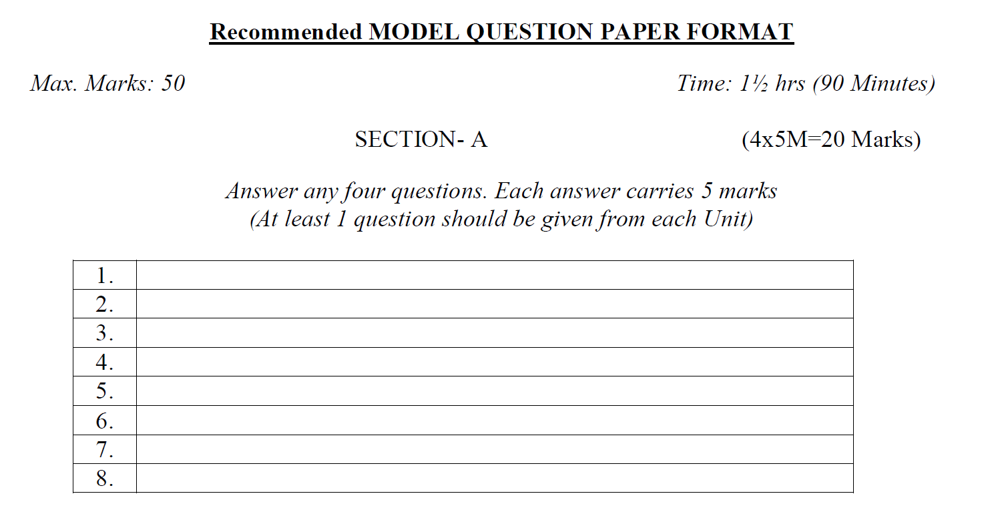 Recommended MODEL QUESTION PAPER FORMAT
Max. Marks: 50 Time: 1½ hrs (90 Minutes)
SECTION- A (4x5M=20 Marks)
Answer any four questions. Each answer carries 5 marks
(At least 1 question should be given from each Unit)
1.
2.
3.
4.
5.
6.
7.
8.